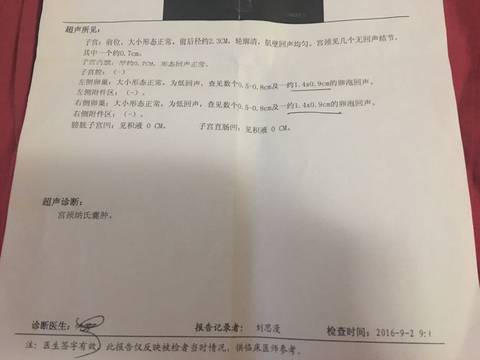 超声所见：
子宫：前位，大小形态正常，前后径约2.3CM，轮廓清，肌壁回声均匀。宫颈见几个无回声结节，
其中一个约0.7cm。
子宫内膜：厚约0.7CM，形态回声正常。
子宫腔：（-）
左侧卵巢：大小形态正常，为低回声，查见数个0.5-0.8cm及一约1.4x0.9cm的卵泡回声。
左侧附件区：（-）。
右侧卵巢：大小形态正常，为低回声，查见数个0.5-0.8cm及一约1.4x0.9cm的卵泡回声。
右侧附件区：（-）。
膀胱子宫凹：见积液 0 CM。 子宫直肠凹：见积液 0 CM。
超声诊断：
宫颈纳氏囊肿。
诊断医生： 报告记录者： 刘思漫 检查时间：2016-9-2 9:
注：医生签字有效 此报告仅反映被检者当时情况，供临床医师参考。